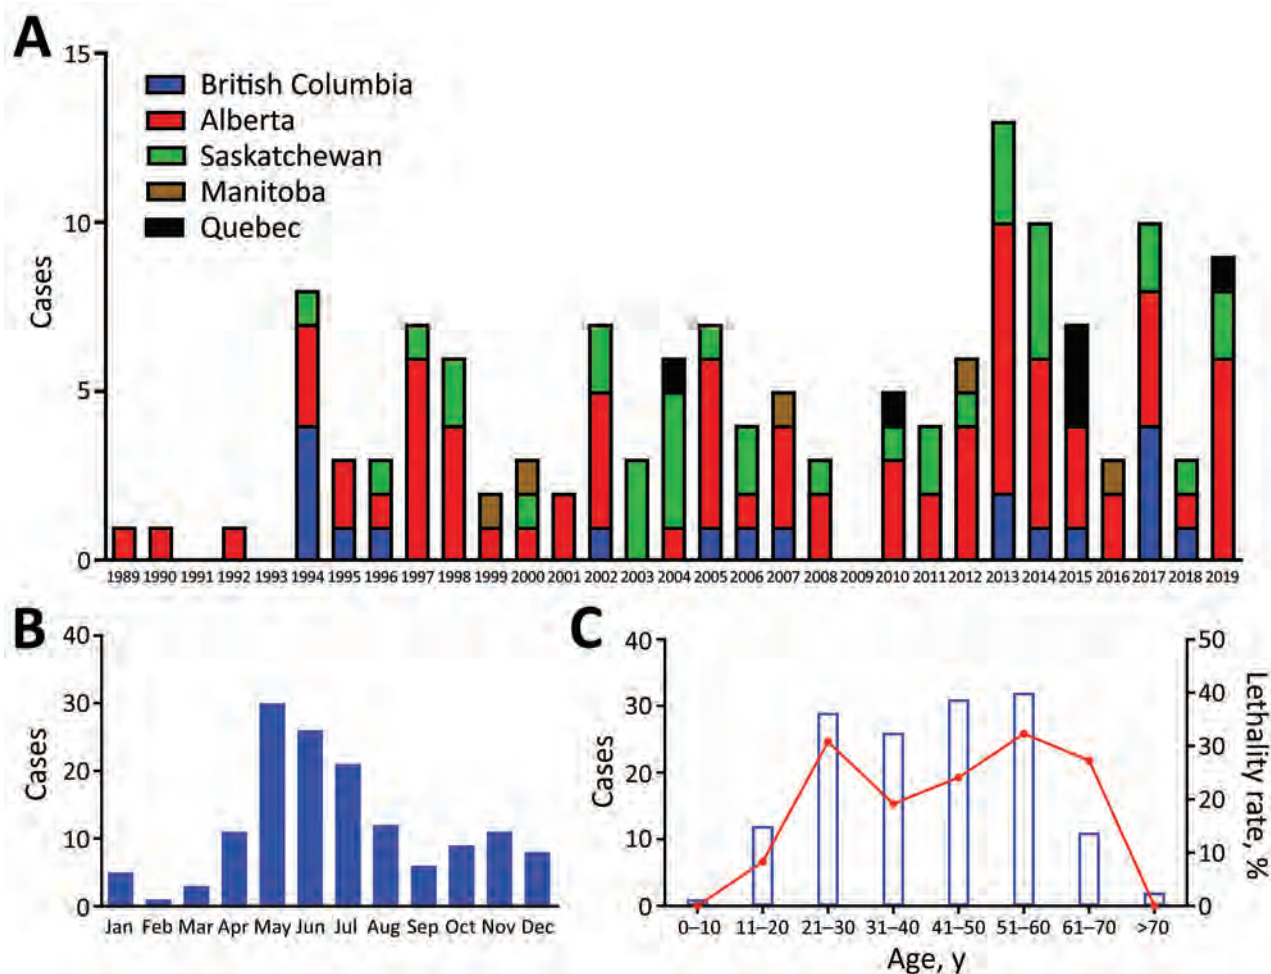 A
15
10
5
0
Cases
British Columbia
Alberta
Saskatchewan
Manitoba
Quebec
1989 1990 1991 1992 1993 1994 1995 1996 1997 1998 1999 2000 2001 2002 2003 2004 2005 2006 2007 2008 2009 2010 2011 2012 2013 2014 2015 2016 2017 2018 2019
B
40
30
20
10
0
Cases
Jan Feb Mar Apr May Jun Jul Aug Sep Oct Nov Dec
C
40
30
20
10
0
Cases
50
40
30
20
10
0
Lethality rate, %
0–10 11–20 21–30 31–40 41–50 51–60 61–70 >70
Age, y